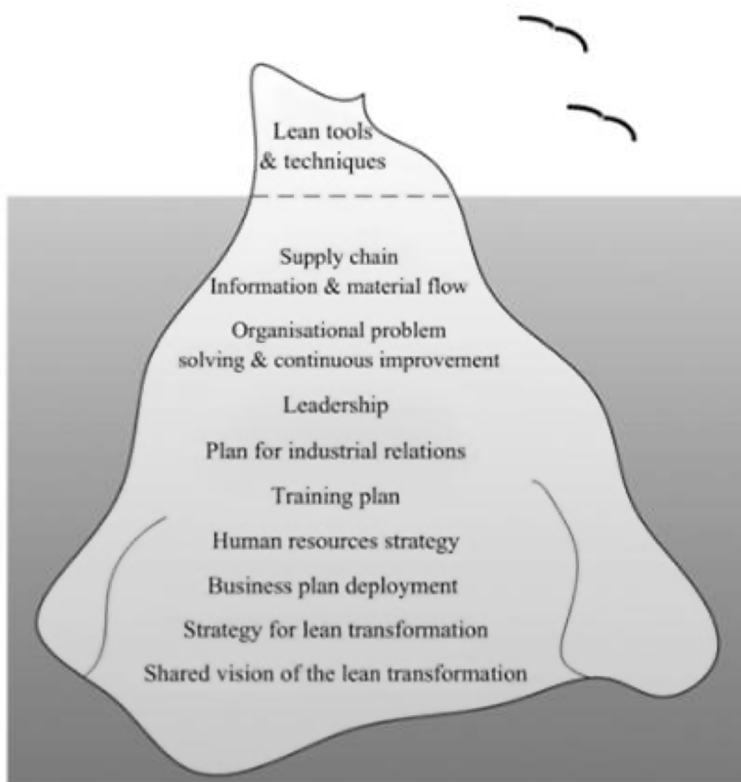 Lean tools
& techniques
Supply chain
Information & material flow
Organisational problem
solving & continuous improvement
Leadership
Plan for industrial relations
Training plan
Human resources strategy
Business plan deployment
Strategy for lean transformation
Shared vision of the lean transformation